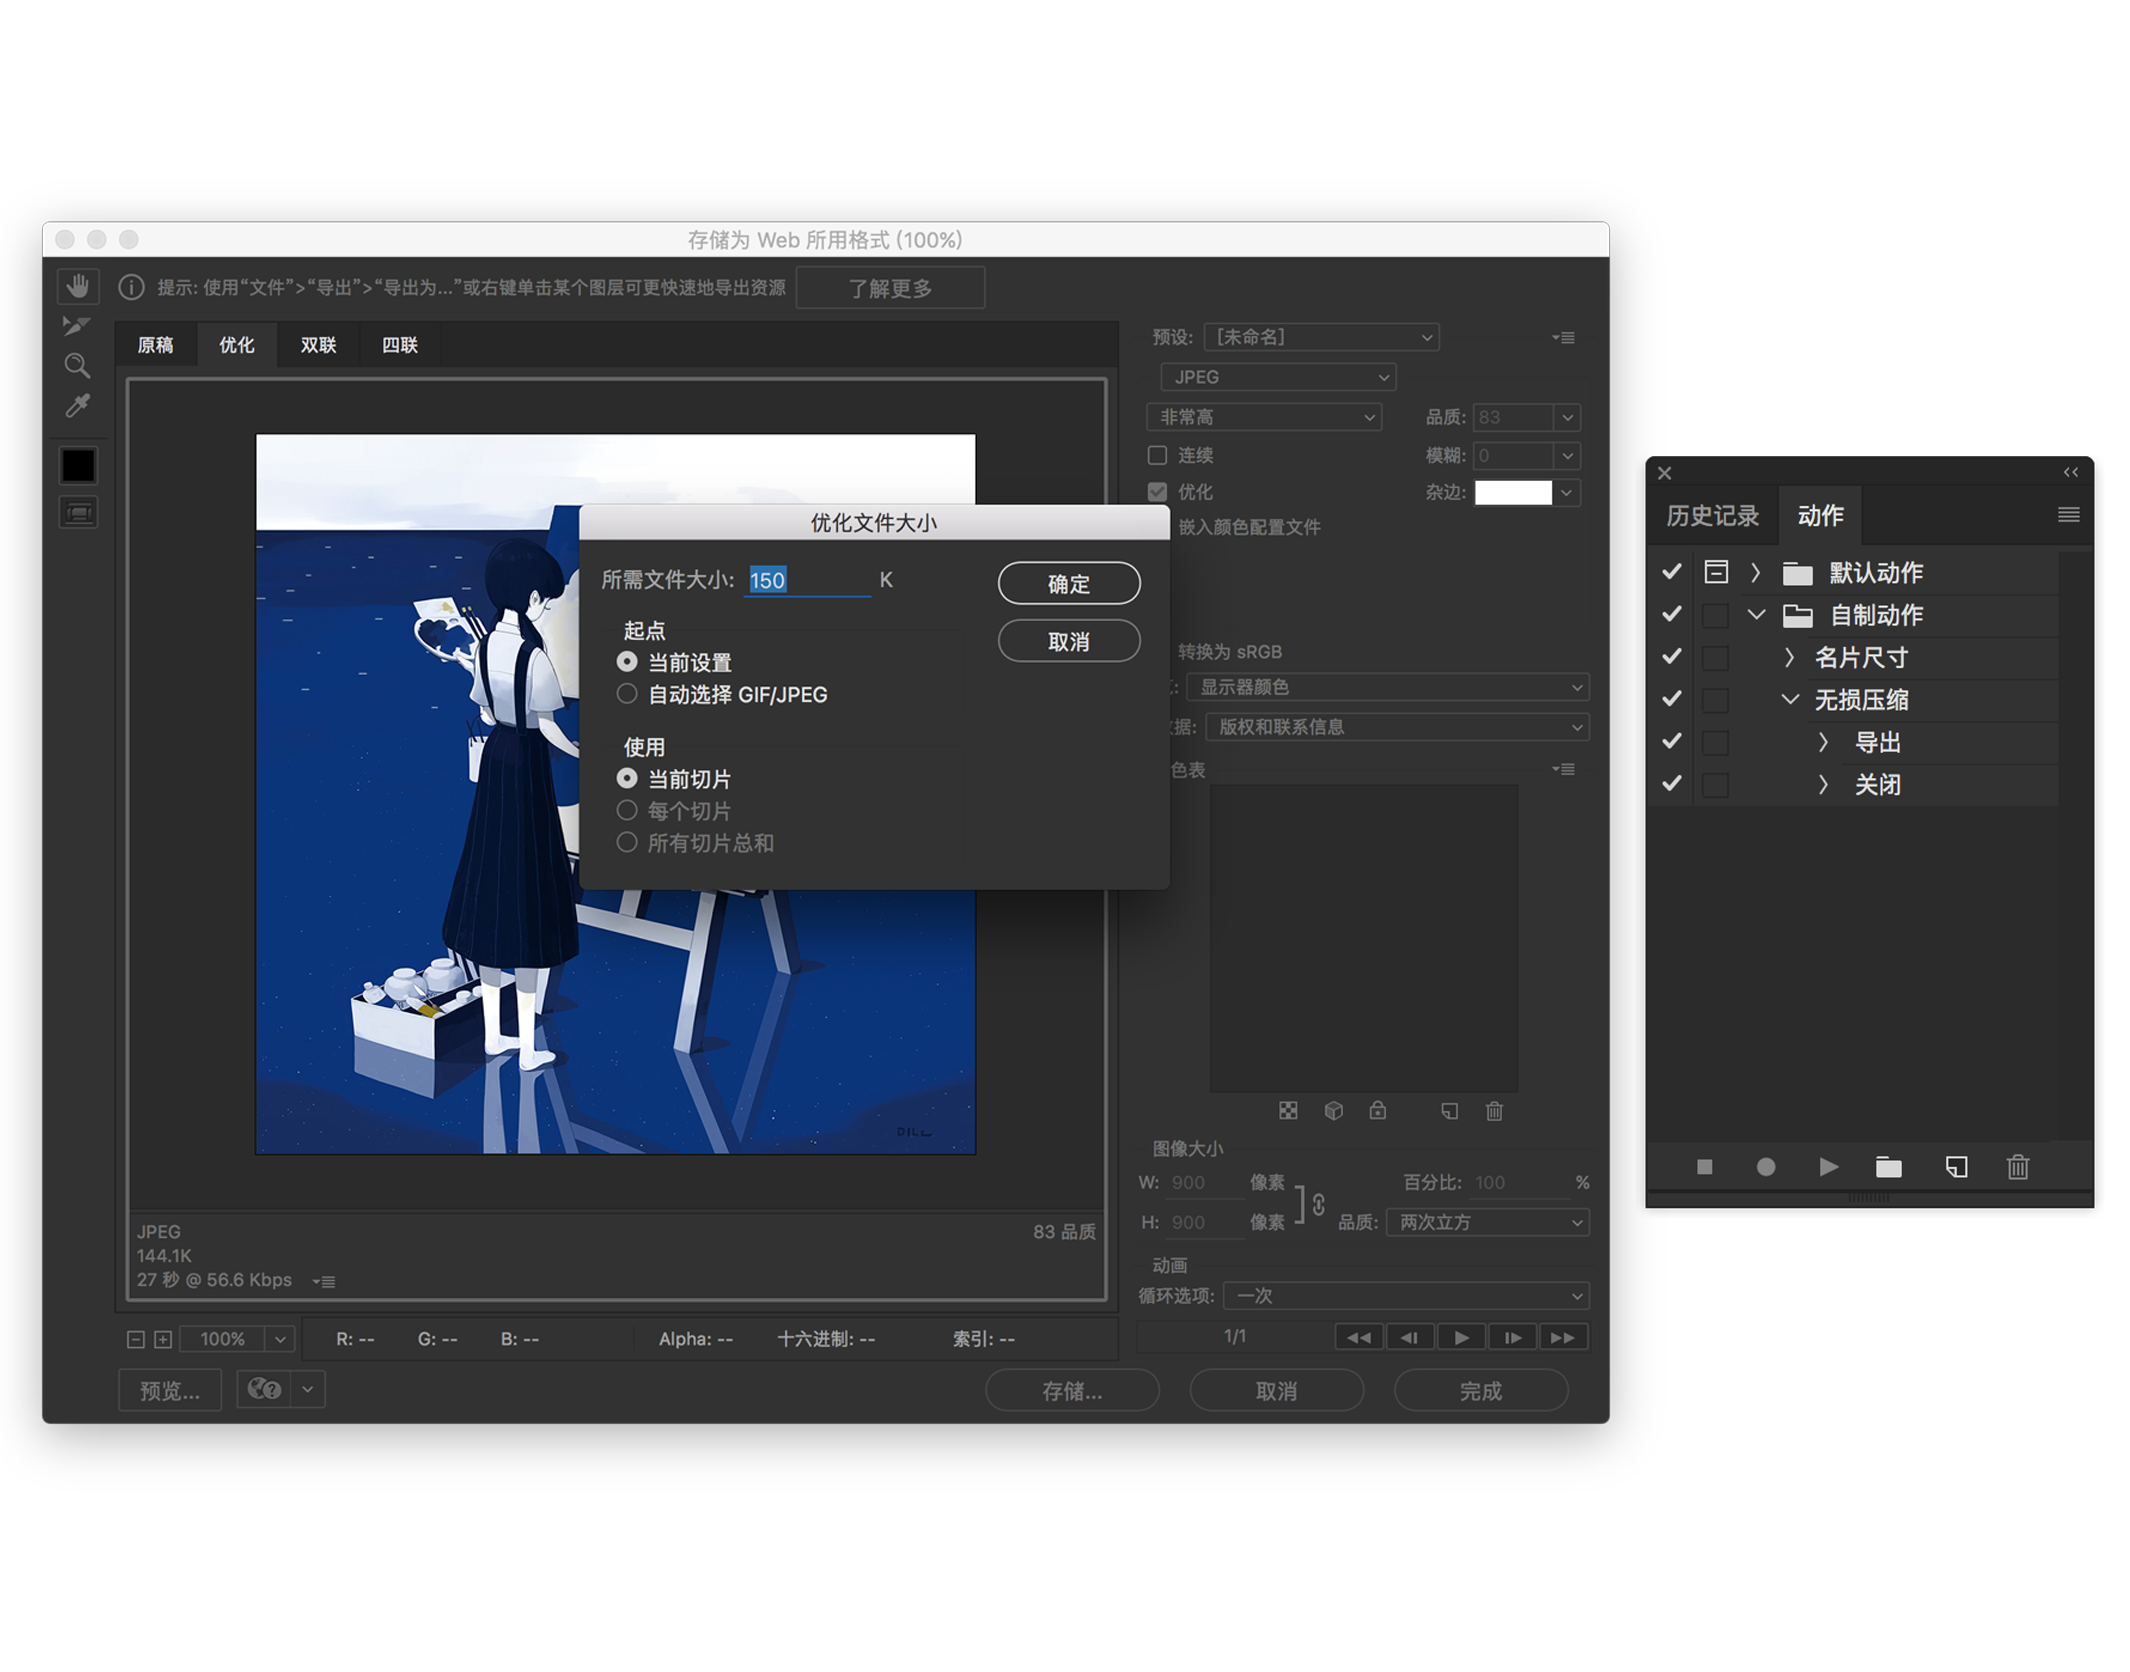 存储为 Web 所用格式 (100%)
提示: 使用“文件”>“导出”>“导出为...”或右键单击某个图层可更快速地导出资源
了解更多
原稿 优化 双联 四联
预设: [未命名]
JPEG
非常高 品质: 83
连续 模糊: 0
优化 杂边:
嵌入颜色配置文件
优化文件大小
所需文件大小: 150 K
确定
取消
起点
当前设置
自动选择 GIF/JPEG
使用
当前切片
每个切片
所有切片总和
转换为 sRGB
显示器颜色
据: 版权和联系信息
色表
图像大小
W: 900 像素 百分比: 100 %
H: 900 像素 品质: 两次立方
动画
循环选项: 一次
1/1
JPEG 83 品质
144.1K
27 秒 @ 56.6 Kbps
100% R: -- G: -- B: -- Alpha: -- 十六进制: -- 索引: --
预览... 存储... 取消 完成
历史记录 动作
默认动作
自制动作
名片尺寸
无损压缩
导出
关闭